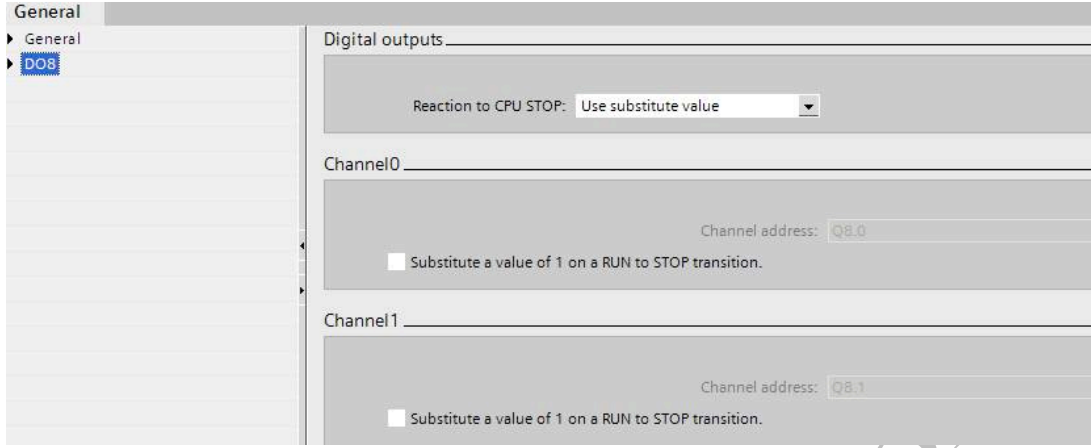 General
General
DO8
Digital outputs
Reaction to CPU STOP: Use substitute value
Channel0
Channel address: Q8.0
Substitute a value of 1 on a RUN to STOP transition.
Channel1
Channel address: Q8.1
Substitute a value of 1 on a RUN to STOP transition.